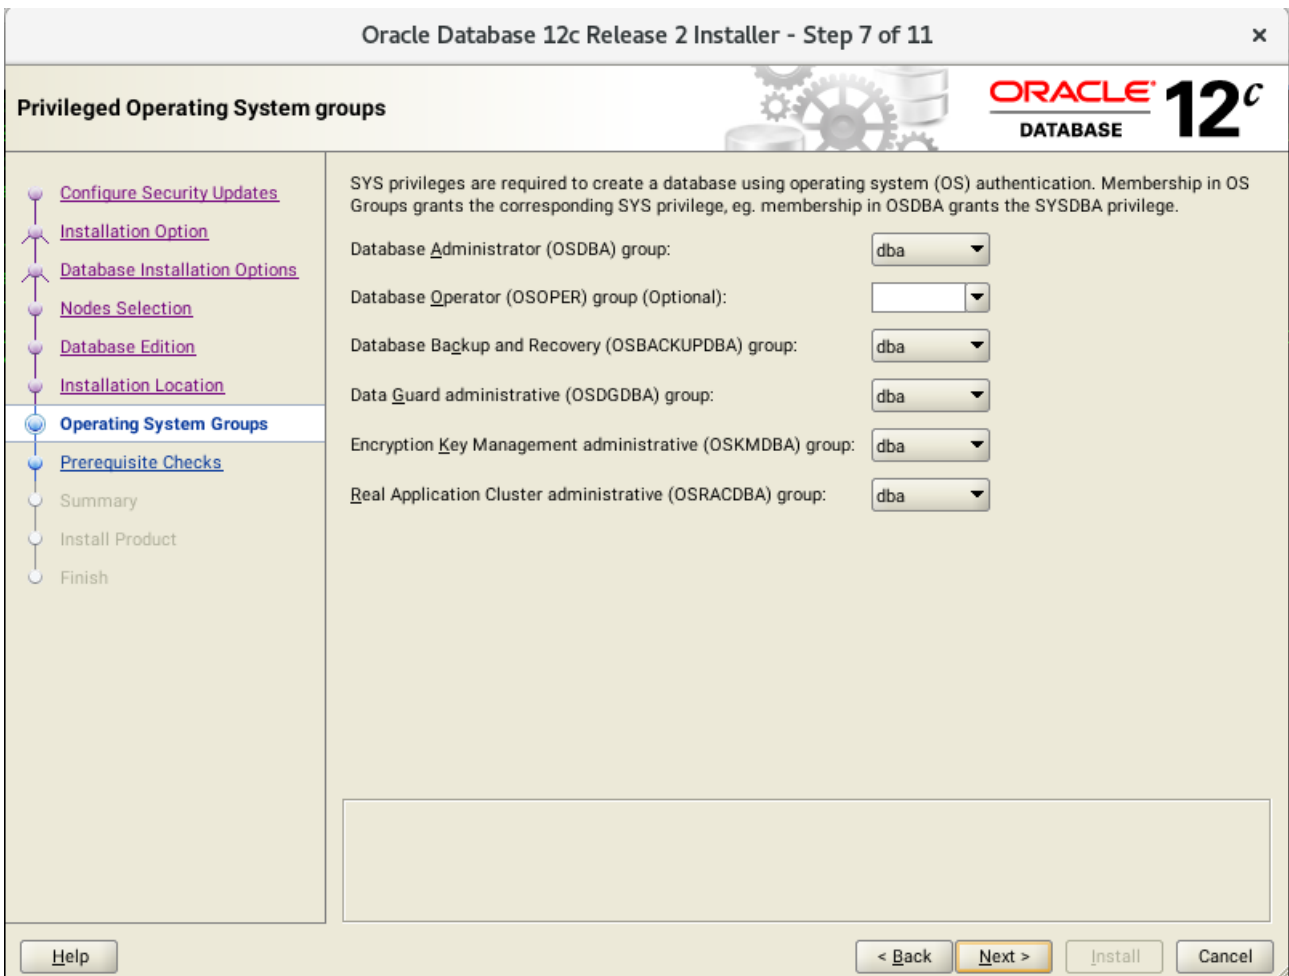 Oracle Database 12c Release 2 Installer - Step 7 of 11
×
Privileged Operating System groups
ORACLE
DATABASE
12c
Configure Security Updates
Installation Option
Database Installation Options
Nodes Selection
Database Edition
Installation Location
Operating System Groups
Prerequisite Checks
Summary
Install Product
Finish
SYS privileges are required to create a database using operating system (OS) authentication. Membership in OS
Groups grants the corresponding SYS privilege, eg. membership in OSDBA grants the SYSDBA privilege.
Database Administrator (OSDBA) group: dba
Database Operator (OSOPER) group (Optional):
Database Backup and Recovery (OSBACKUPDBA) group: dba
Data Guard administrative (OSDGDBA) group: dba
Encryption Key Management administrative (OSKMDBA) group: dba
Real Application Cluster administrative (OSRACDBA) group: dba
Help
< Back
Next >
Install
Cancel